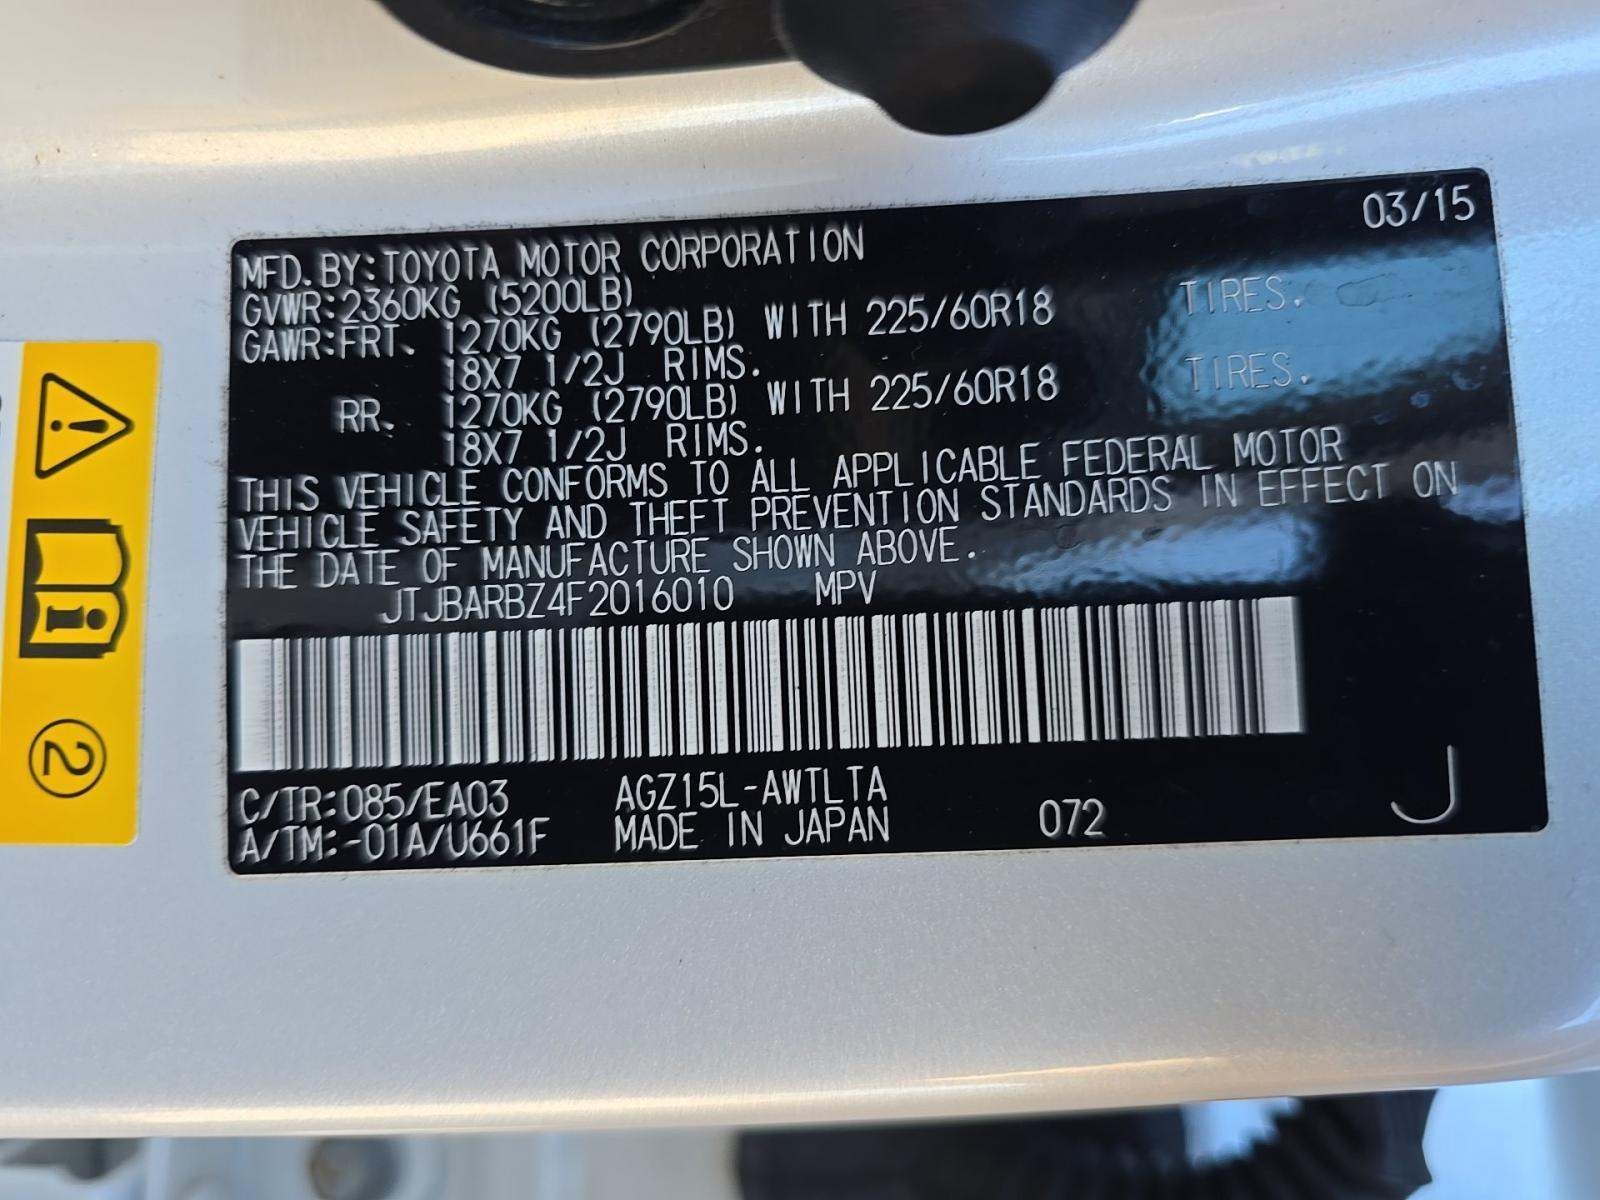 03/15
MFD.BY:TOYOTA MOTOR CORPORATION
GVWR:2360KG (5200LB)
GAWR:FRT. 1270KG (2790LB) WITH 225/60R18 TIRES.
18X7 1/2J RIMS.
RR. 1270KG (2790LB) WITH 225/60R18 TIRES.
18X7 1/2J RIMS.
THIS VEHICLE CONFORMS TO ALL APPLICABLE FEDERAL MOTOR
VEHICLE SAFETY AND THEFT PREVENTION STANDARDS IN EFFECT ON
THE DATE OF MANUFACTURE SHOWN ABOVE.
JTJBARBZ4F2016010 MPV
C/TR:085/EA03 AGZ15L-AWTLTA
A/TM:-01A/U661F MADE IN JAPAN 072 J
2